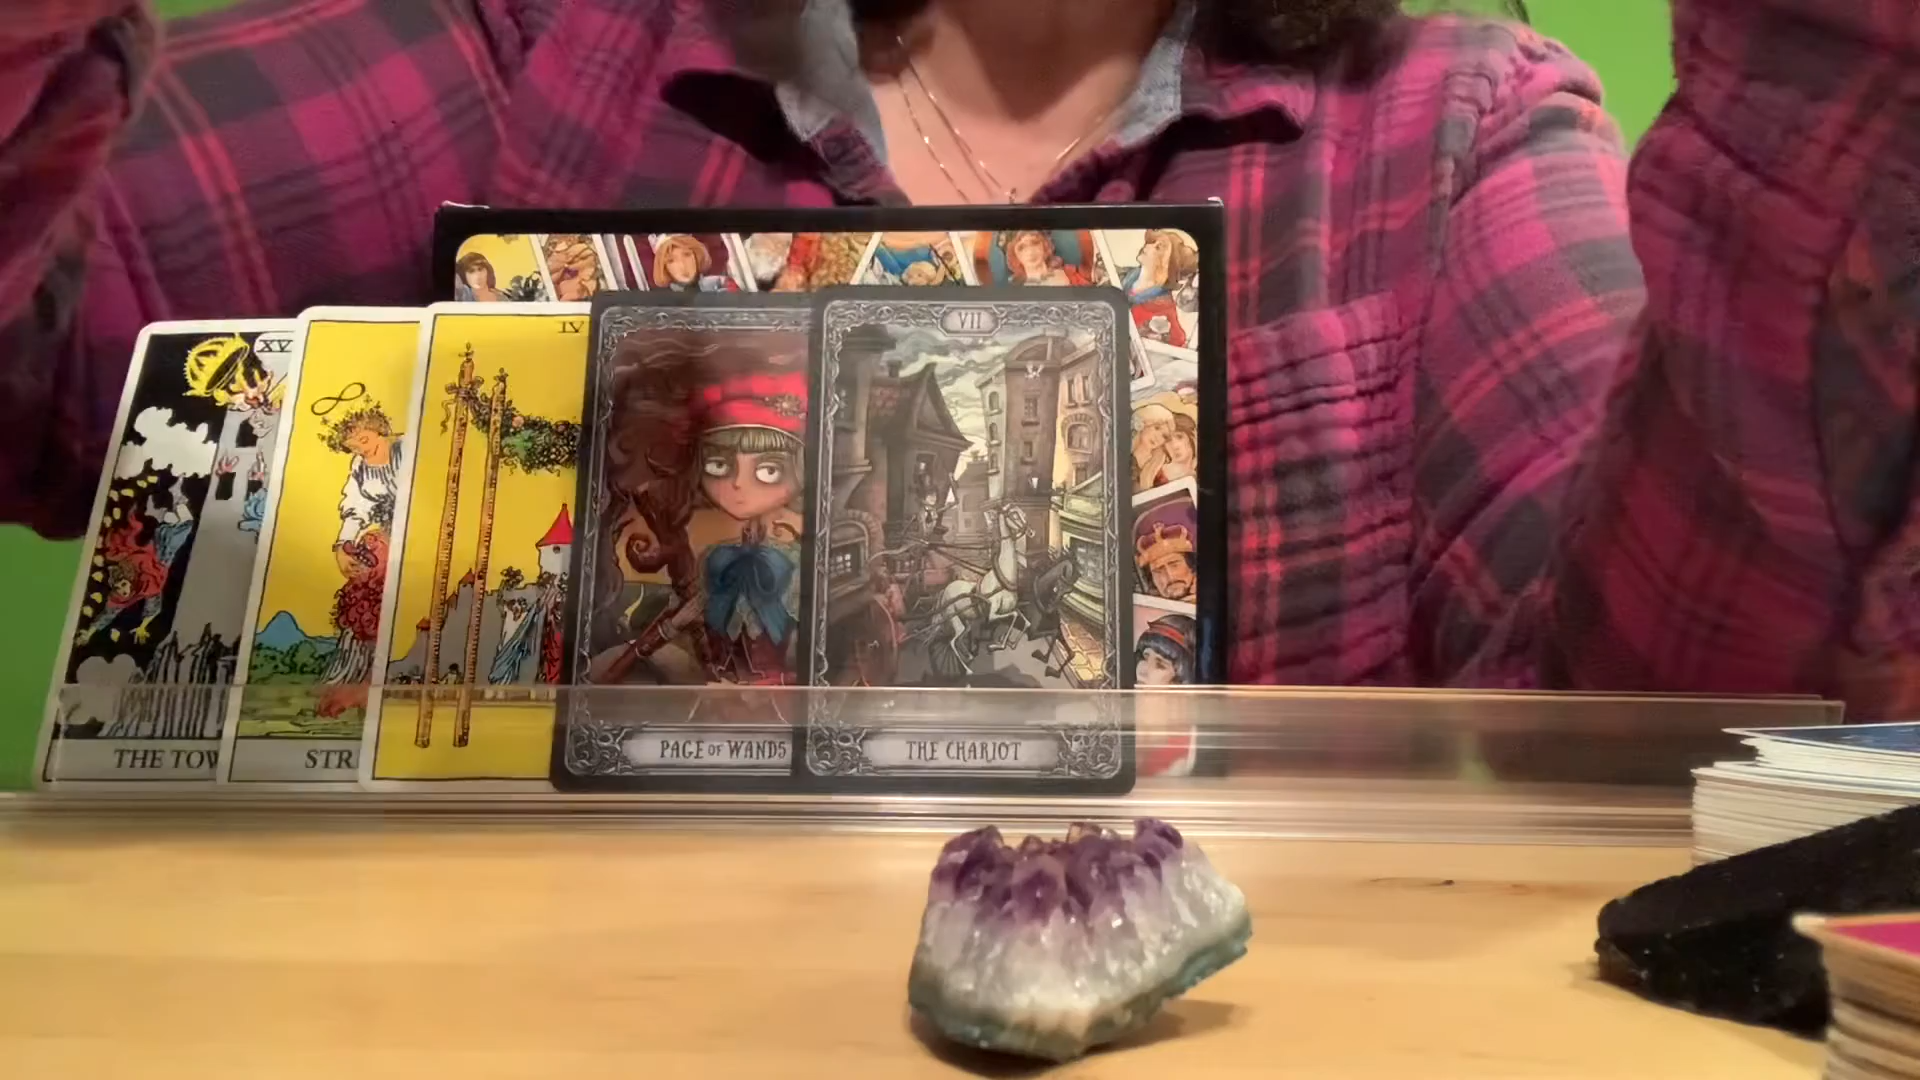 XV
IV
VII
THE TOW
STR
PAGE OF WANDS
THE CHARIOT